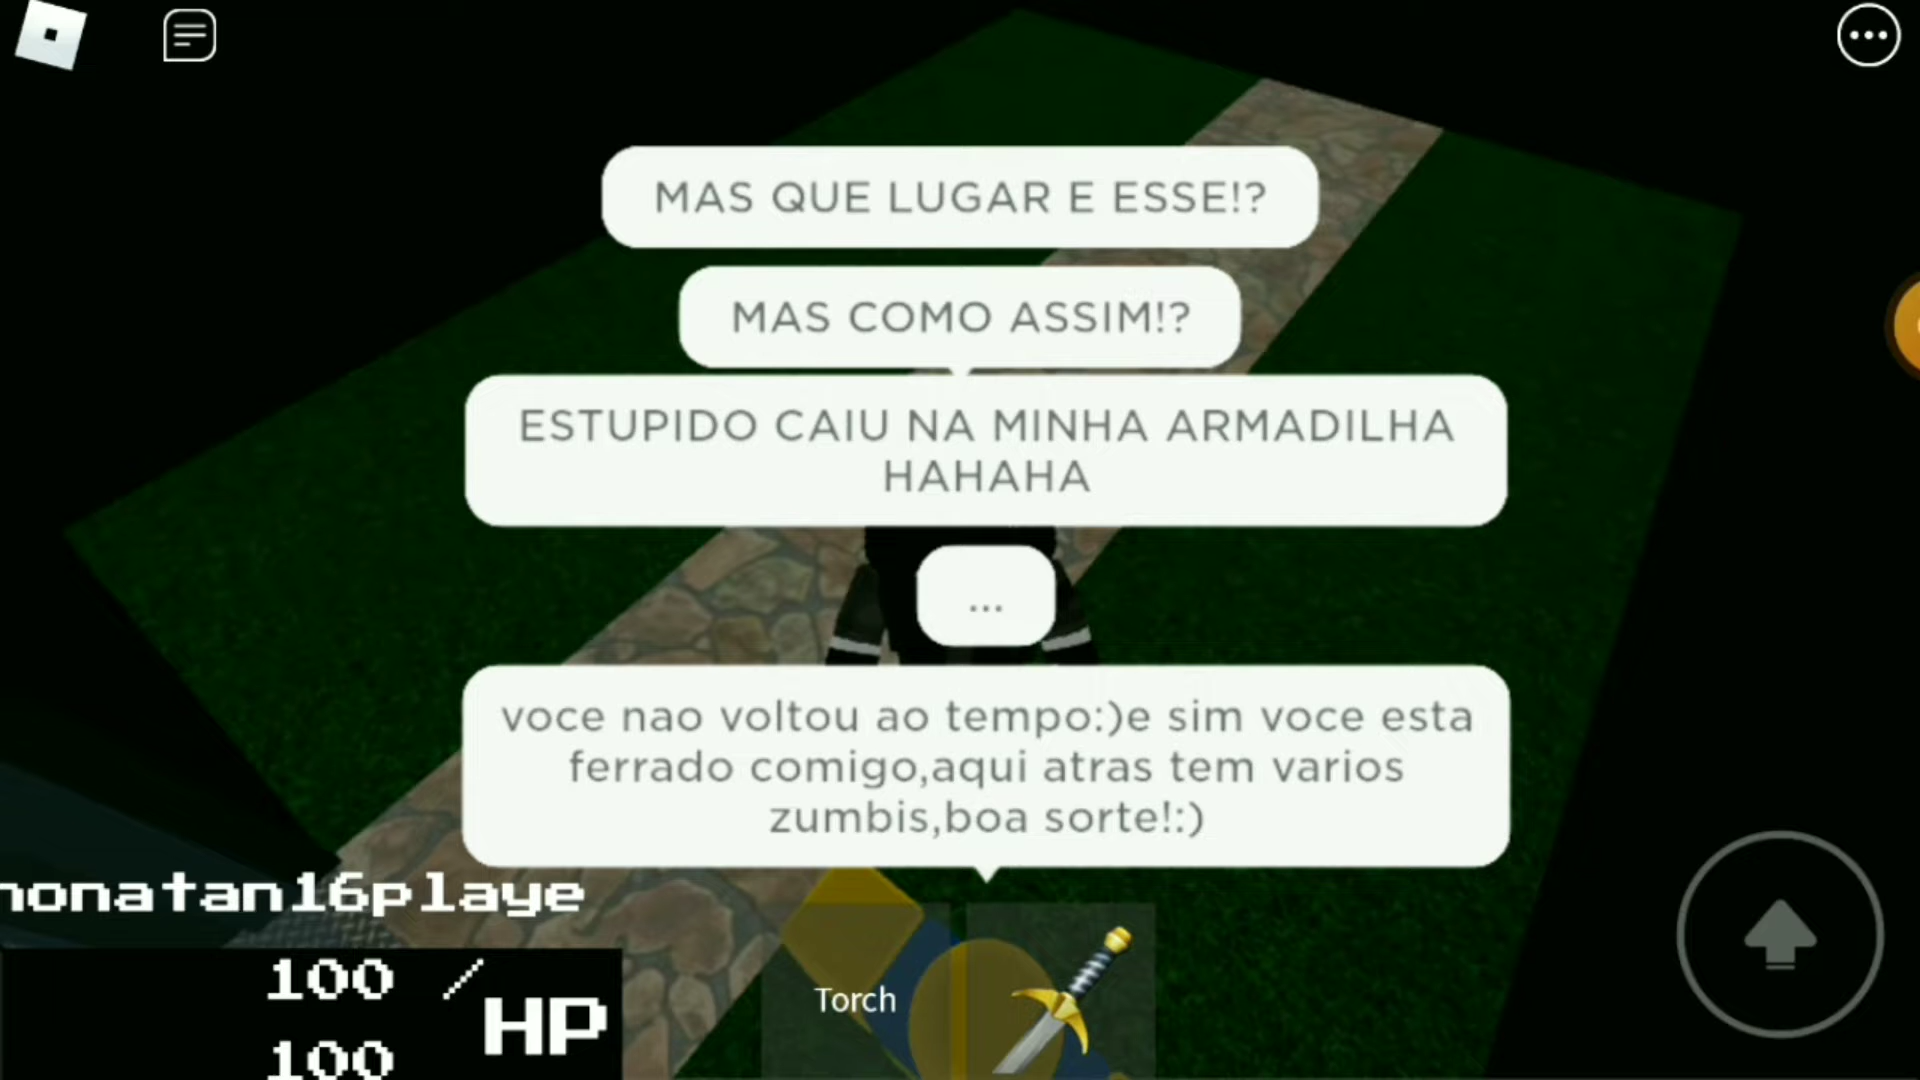 MAS QUE LUGAR E ESSE!?
MAS COMO ASSIM!?
ESTUPIDO CAIU NA MINHA ARMADILHA
HAHAHA
...
voce nao voltou ao tempo:)e sim voce esta
ferrado comigo,aqui atras tem varios
zumbis,boa sorte!:)
nonatan16playe
100 /
HP
100
Torch